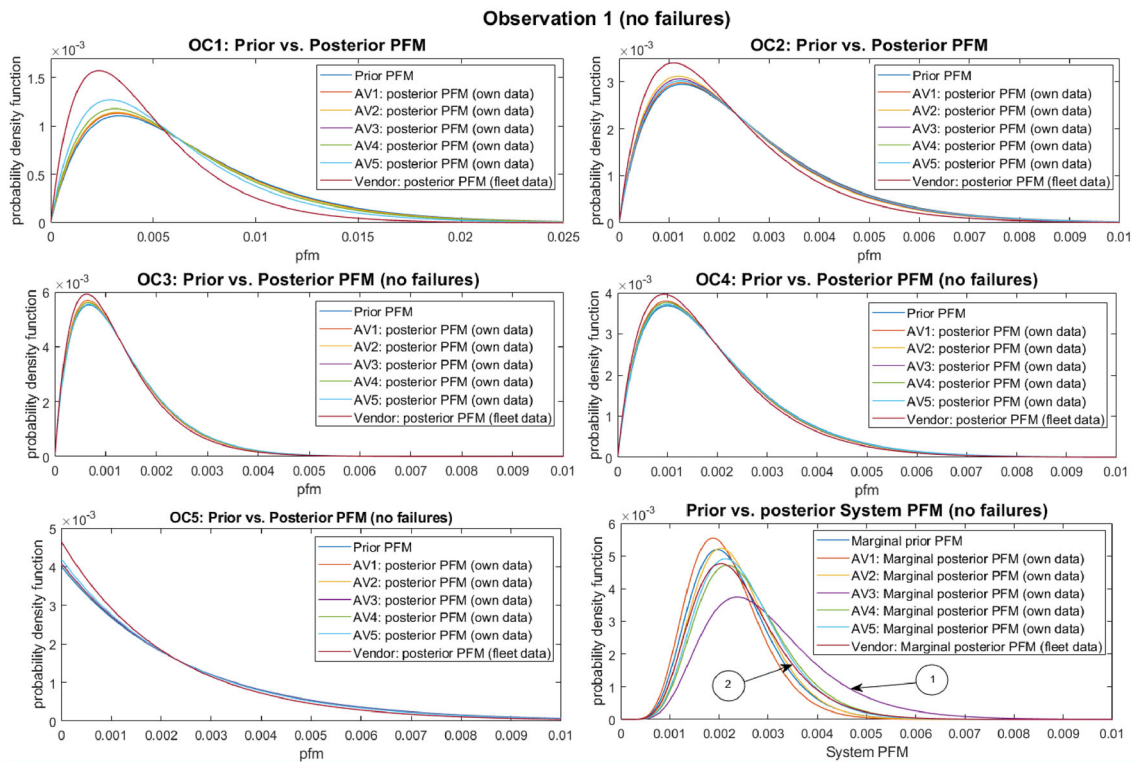 Observation 1 (no failures)
OC1: Prior vs. Posterior PFM
×10⁻³
1.5
1
0.5
0
probability density function
0 0.005 0.01 0.015 0.02 0.025
pfm
Prior PFM
AV1: posterior PFM (own data)
AV2: posterior PFM (own data)
AV3: posterior PFM (own data)
AV4: posterior PFM (own data)
AV5: posterior PFM (own data)
Vendor: posterior PFM (fleet data)
OC2: Prior vs. Posterior PFM
×10⁻³
3
2
1
0
probability density function
0 0.001 0.002 0.003 0.004 0.005 0.006 0.007 0.008 0.009 0.01
pfm
Prior PFM
AV1: posterior PFM (own data)
AV2: posterior PFM (own data)
AV3: posterior PFM (own data)
AV4: posterior PFM (own data)
AV5: posterior PFM (own data)
Vendor: posterior PFM (fleet data)
OC3: Prior vs. Posterior PFM (no failures)
×10⁻³
6
4
2
0
probability density function
0 0.001 0.002 0.003 0.004 0.005 0.006 0.007 0.008 0.009 0.01
pfm
Prior PFM
AV1: posterior PFM (own data)
AV2: posterior PFM (own data)
AV3: posterior PFM (own data)
AV4: posterior PFM (own data)
AV5: posterior PFM (own data)
Vendor: posterior PFM (fleet data)
OC4: Prior vs. Posterior PFM (no failures)
×10⁻³
4
3
2
1
0
probability density function
0 0.001 0.002 0.003 0.004 0.005 0.006 0.007 0.008 0.009 0.01
pfm
Prior PFM
AV1: posterior PFM (own data)
AV2: posterior PFM (own data)
AV3: posterior PFM (own data)
AV4: posterior PFM (own data)
AV5: posterior PFM (own data)
Vendor: posterior PFM (fleet data)
OC5: Prior vs. Posterior PFM (no failures)
×10⁻³
5
4
3
2
1
0
probability density function
0 0.001 0.002 0.003 0.004 0.005 0.006 0.007 0.008 0.009 0.01
pfm
Prior PFM
AV1: posterior PFM (own data)
AV2: posterior PFM (own data)
AV3: posterior PFM (own data)
AV4: posterior PFM (own data)
AV5: posterior PFM (own data)
Vendor: posterior PFM (fleet data)
Prior vs. posterior System PFM (no failures)
×10⁻³
6
5
4
3
2
1
0
probability density function
0 0.001 0.002 0.003 0.004 0.005 0.006 0.007 0.008 0.009 0.01
System PFM
Marginal prior PFM
AV1: Marginal posterior PFM (own data)
AV2: Marginal posterior PFM (own data)
AV3: Marginal posterior PFM (own data)
AV4: Marginal posterior PFM (own data)
AV5: Marginal posterior PFM (own data)
Vendor: Marginal posterior PFM (fleet data)
2
1